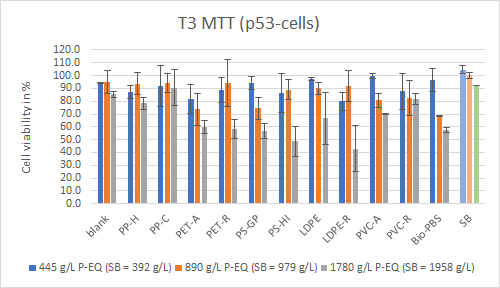 T3 MTT (p53-cells)
Cell viability in %
120.0
110.0
100.0
90.0
80.0
70.0
60.0
50.0
40.0
30.0
20.0
10.0
0.0
blank
PP-H
PP-C
PET-A
PET-R
PS-GP
PS-HI
LDPE
LDPE-R
PVC-A
PVC-R
Bio-PBS
SB
445 g/L P-EQ (SB = 392 g/L)
890 g/L P-EQ (SB = 979 g/L)
1780 g/L P-EQ (SB = 1958 g/L)